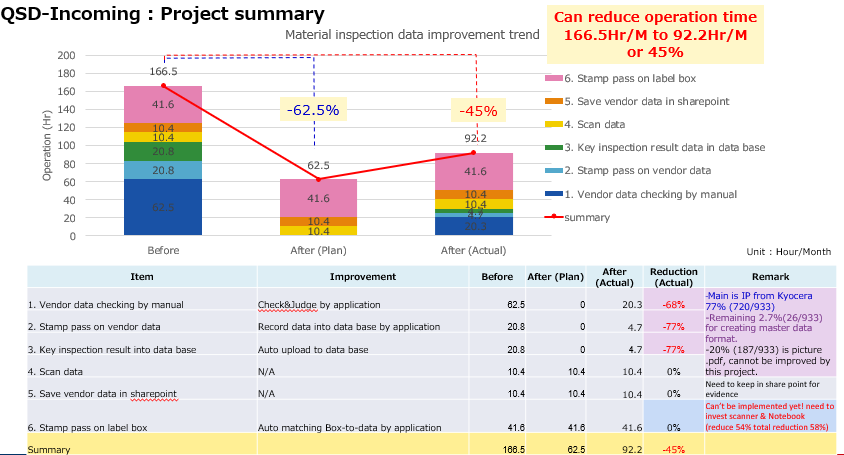 QSD-Incoming : Project summary
Can reduce operation time
166.5Hr/M to 92.2Hr/M
or 45%
Material inspection data improvement trend
Operation (Hr)
200
180
160
140
120
100
80
60
40
20
0
166.5
41.6
10.4
10.4
20.8
20.8
62.5
Before
-62.5%
62.5
41.6
10.4
10.4
After (Plan)
-45%
92.2
41.6
10.4
10.4
4.7
4.7
20.3
After (Actual)
6. Stamp pass on label box
5. Save vendor data in sharepoint
4. Scan data
3. Key inspection result data in data base
2. Stamp pass on vendor data
1. Vendor data checking by manual
summary
Unit : Hour/Month
Item Improvement Before After (Plan) After (Actual) Reduction (Actual) Remark
1. Vendor data checking by manual Check&Judge by application 62.5 0 20.3 -68%
2. Stamp pass on vendor data Record data into data base by application 20.8 0 4.7 -77%
3. Key inspection result into data base Auto upload to data base 20.8 0 4.7 -77%
-Main is IP from Kyocera
77% (720/933)
-Remaining 2.7%(26/933)
for creating master data
format.
-20% (187/933) is picture
.pdf, cannot be improved by
this project.
4. Scan data N/A 10.4 10.4 10.4 0%
5. Save vendor data in sharepoint N/A 10.4 10.4 10.4 0%
Need to keep in share point for
evidence
6. Stamp pass on label box Auto matching Box-to-data by application 41.6 41.6 41.6 0%
Can't be implemented yet! need to
invest scanner & Notebook
(reduce 54% total reduction 58%)
Summary 166.5 62.5 92.2 -45%